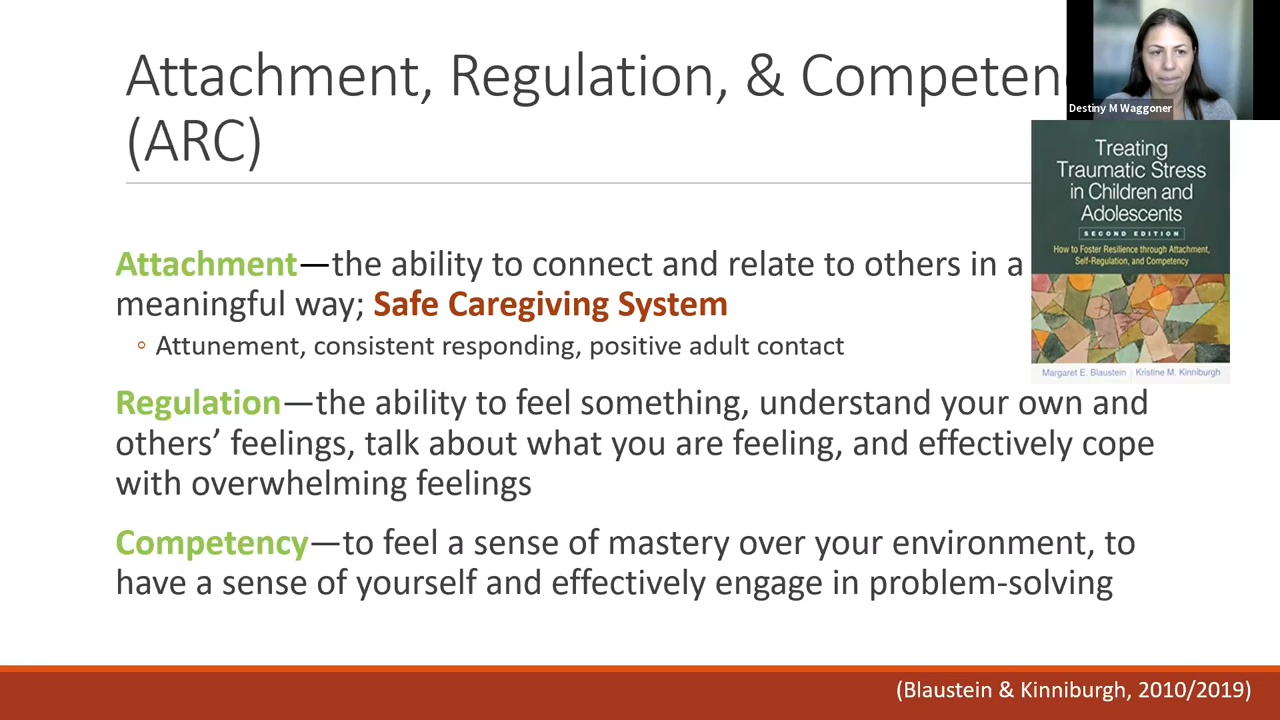 Attachment, Regulation, & Competen
(ARC)
Destiny M Waggoner
Treating
Traumatic Stress
in Children and
Adolescents
SECOND EDITION
How to Foster Resilience through Attachment,
Self-Regulation, and Competency
Margaret E. Blaustein Kristine M. Kinniburgh
Attachment—the ability to connect and relate to others in a
meaningful way; Safe Caregiving System
◦ Attunement, consistent responding, positive adult contact
Regulation—the ability to feel something, understand your own and
others’ feelings, talk about what you are feeling, and effectively cope
with overwhelming feelings
Competency—to feel a sense of mastery over your environment, to
have a sense of yourself and effectively engage in problem-solving
(Blaustein & Kinniburgh, 2010/2019)